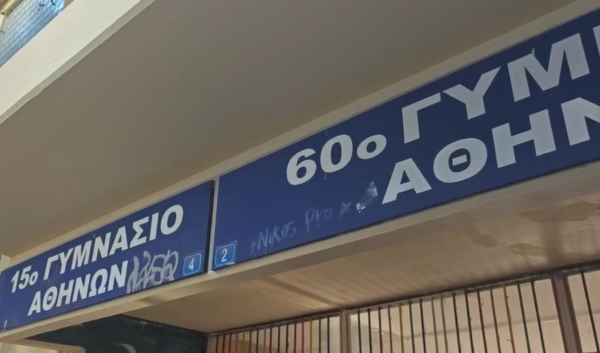 15ο ΓΥΜΝΑΣΙΟ
ΑΘΗΝΩΝ
4
2
60ο ΓΥΜ
ΑΘΗΝ
Nikos Pro